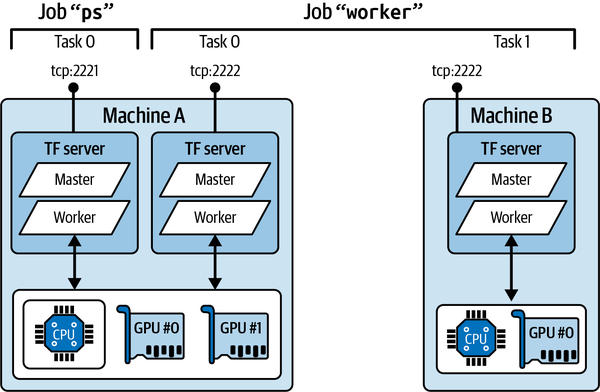 Job “ps”
Job “worker”
Task 0
Task 0
Task 1
tcp:2221
tcp:2222
tcp:2222
Machine A
Machine B
TF server
TF server
TF server
Master
Master
Master
Worker
Worker
Worker
CPU
GPU #0
GPU #1
CPU
GPU #0